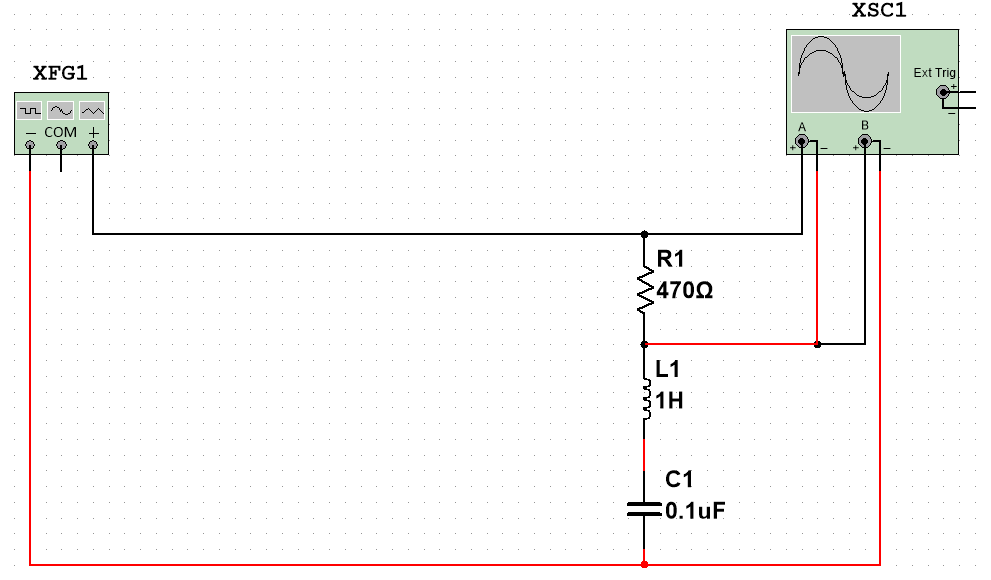 XSC1
XFG1
Ext Trig
+
−
− COM +
A
B
+ −
+ −
R1
470Ω
L1
1H
C1
0.1uF